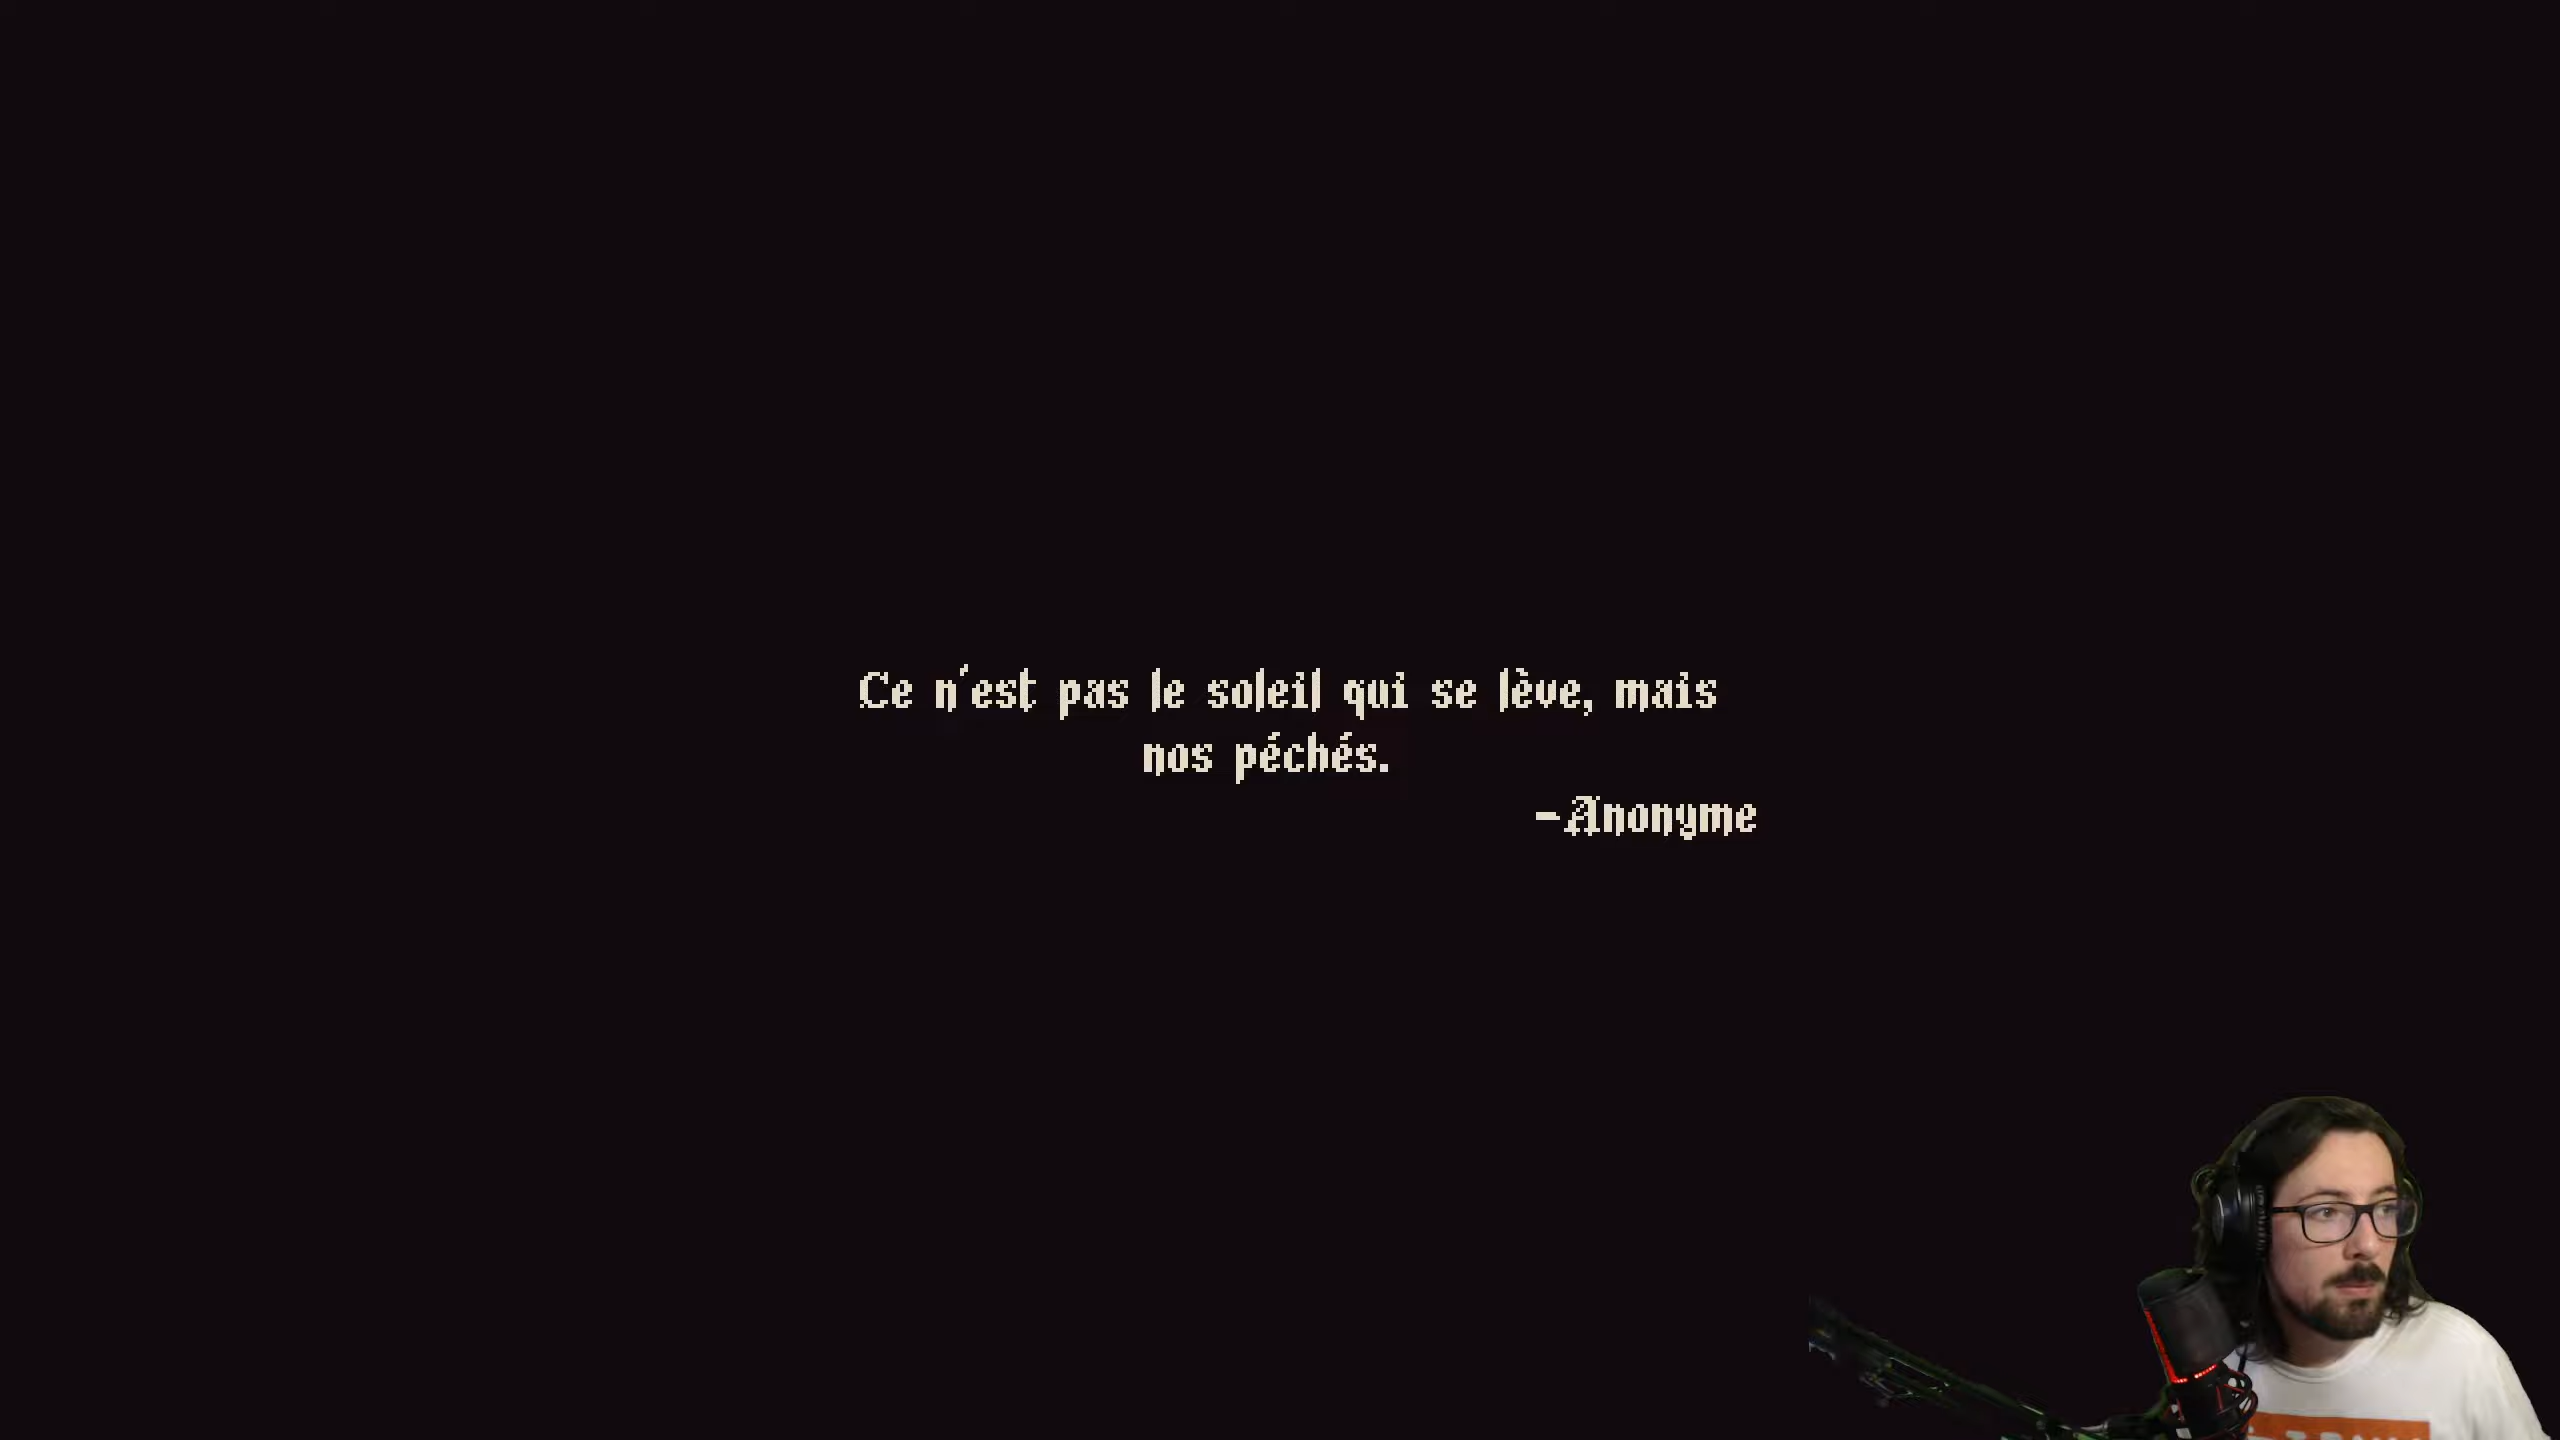 Ce n'est pas le soleil qui se lève, mais
nos péchés.
-Anonyme